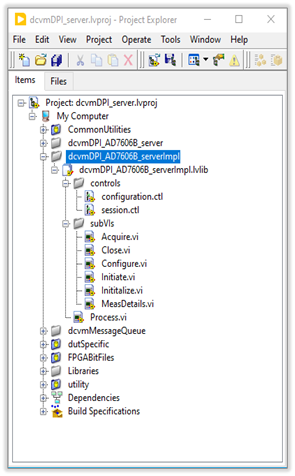 dcvmDPI_server.lvproj - Project Explorer
File Edit View Project Operate Tools Window Help
Items Files
Project: dcvmDPI_server.lvproj
My Computer
CommonUtilities
dcvmDPI_AD7606B_server
dcvmDPI_AD7606B_serverImpl
dcvmDPI_AD7606B_serverImpl.lvlib
controls
configuration.ctl
session.ctl
subVIs
Acquire.vi
Close.vi
Configure.vi
Initiate.vi
Inititalize.vi
MeasDetails.vi
Process.vi
dcvmMessageQueue
dutSpecific
FPGABitFiles
Libraries
utility
Dependencies
Build Specifications